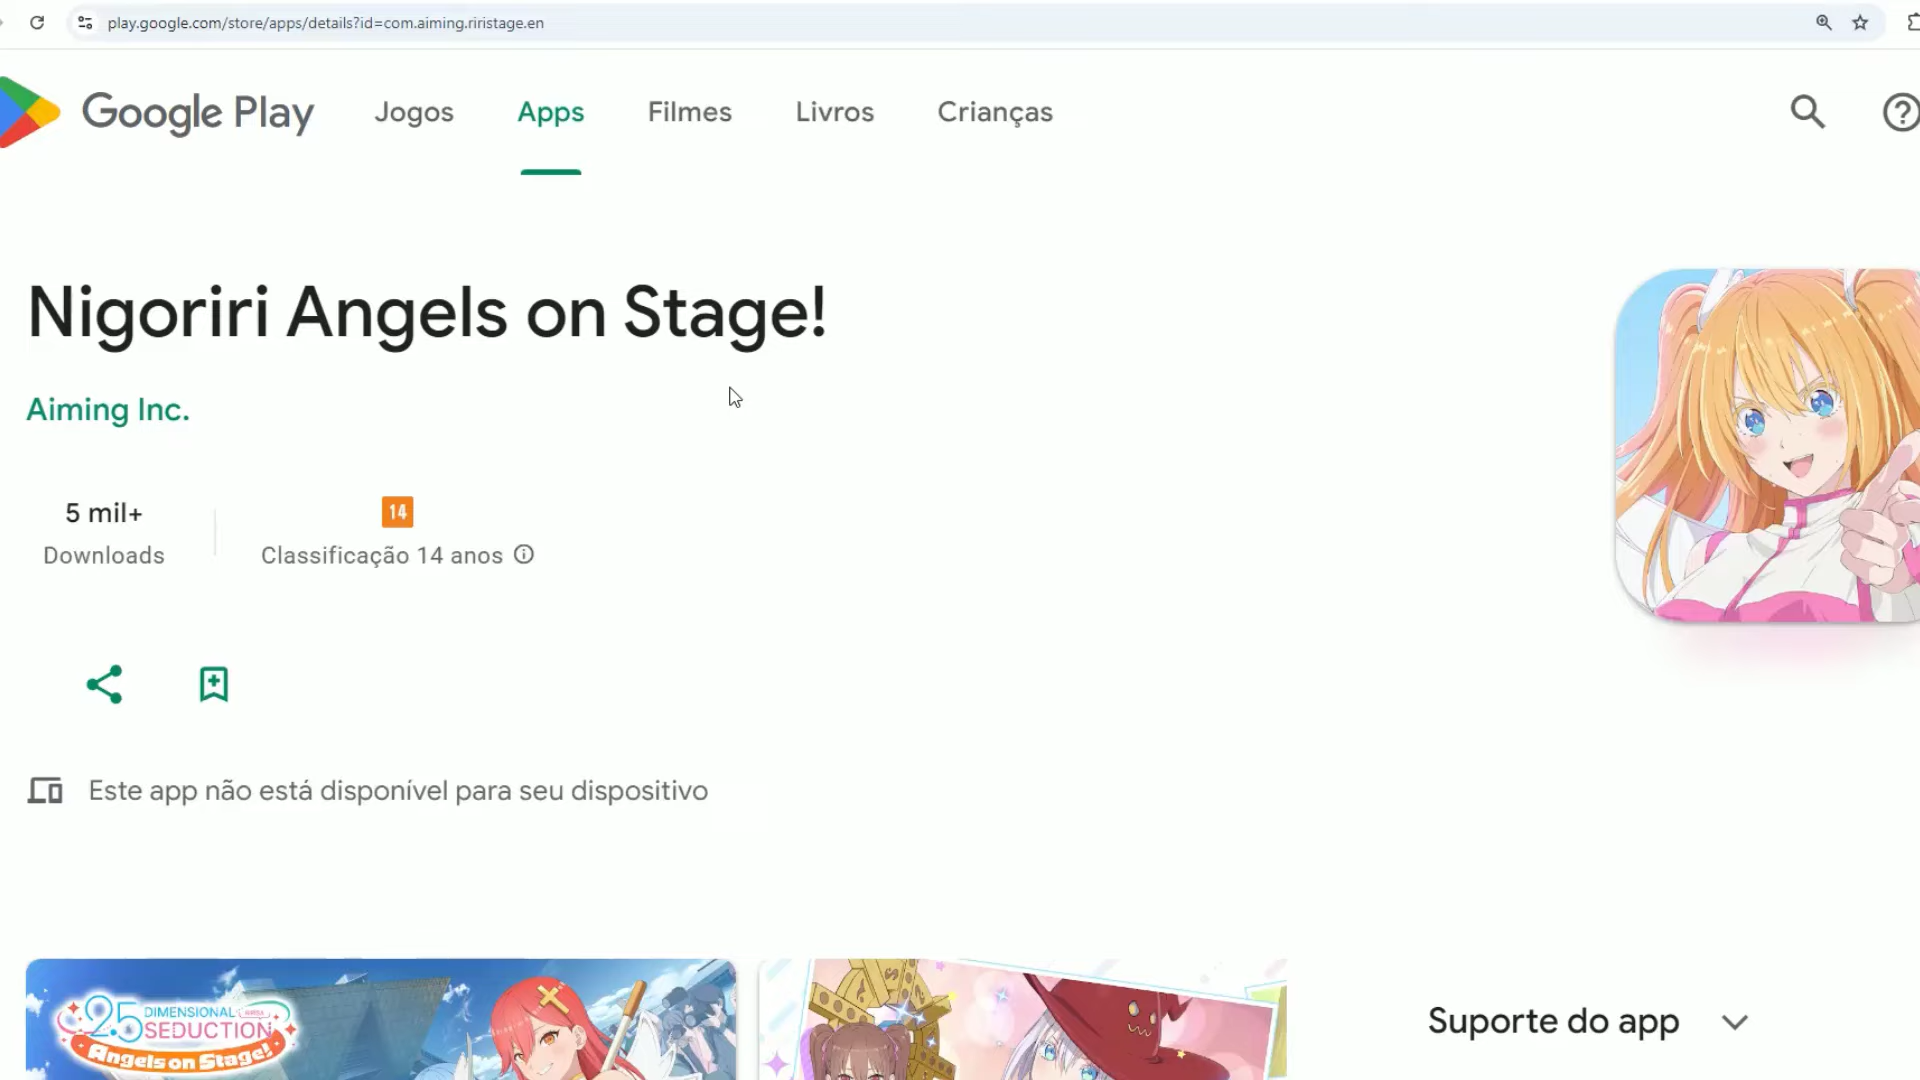 play.google.com/store/apps/details?id=com.aiming.riristage.en
Google Play
Jogos
Apps
Filmes
Livros
Crianças
Nigoriri Angels on Stage!
Aiming Inc.
5 mil+
Downloads
14
Classificação 14 anos
Este app não está disponível para seu dispositivo
2.5 DIMENSIONAL
SEDUCTION
Angels on Stage!
Suporte do app